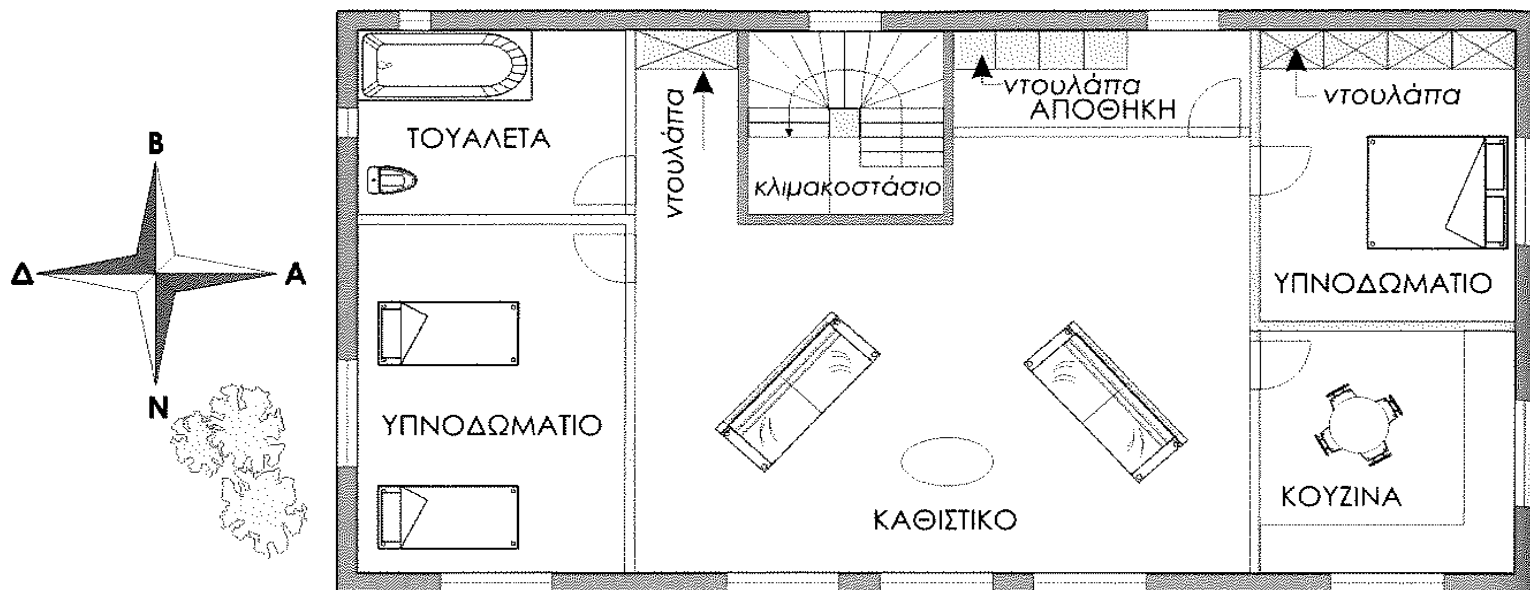 Β
Δ
Α
Ν
ΤΟΥΑΛΕΤΑ
ντουλάπα
κλιμακοστάσιο
ντουλάπα
ΑΠΟΘΗΚΗ
ντουλάπα
ΥΠΝΟΔΩΜΑΤΙΟ
ΥΠΝΟΔΩΜΑΤΙΟ
ΚΑΘΙΣΤΙΚΟ
ΚΟΥΖΙΝΑ